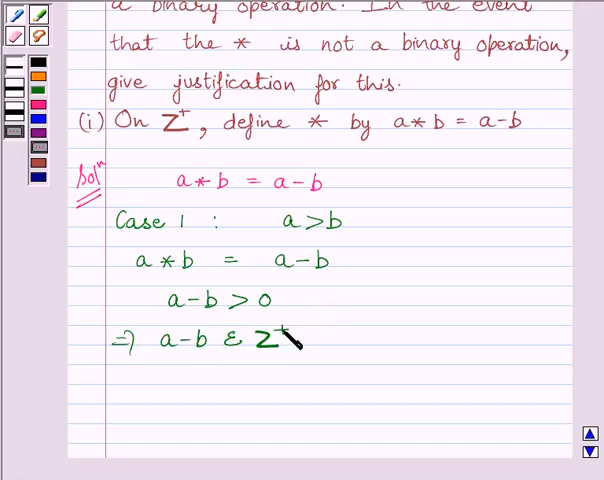 a binary operation. In the event
that the * is not a binary operation,
give justification for this.
(i) On Z⁺, define * by a*b = a-b
Solⁿ
a * b = a - b
Case 1 : a > b
a * b = a - b
a - b > 0
=> a - b ε Z⁺